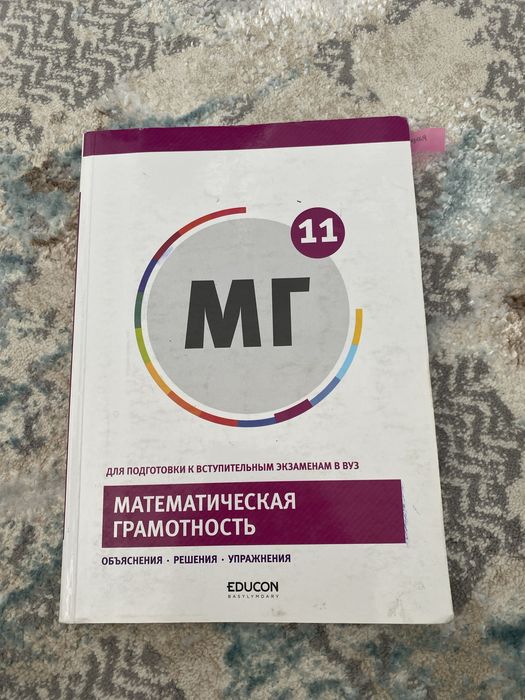 11
МГ
ДЛЯ ПОДГОТОВКИ К ВСТУПИТЕЛЬНЫМ ЭКЗАМЕНАМ В ВУЗ
МАТЕМАТИЧЕСКАЯ
ГРАМОТНОСТЬ
ОБЪЯСНЕНИЯ · РЕШЕНИЯ · УПРАЖНЕНИЯ
EDUCON
BASYLYMDARY